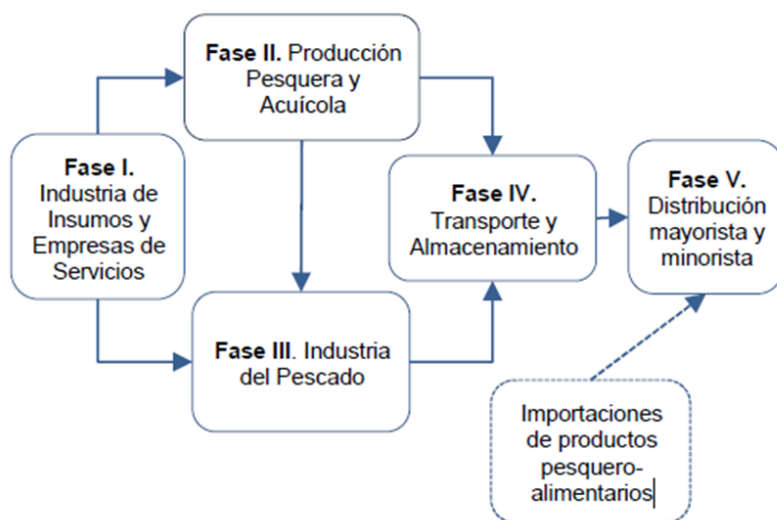 Fase II. Producción
Pesquera y
Acuícola
Fase I.
Industria de
Insumos y
Empresas de
Servicios
Fase III. Industria
del Pescado
Fase IV.
Transporte y
Almacenamiento
Fase V.
Distribución
mayorista y
minorista
Importaciones
de productos
pesquero-
alimentarios